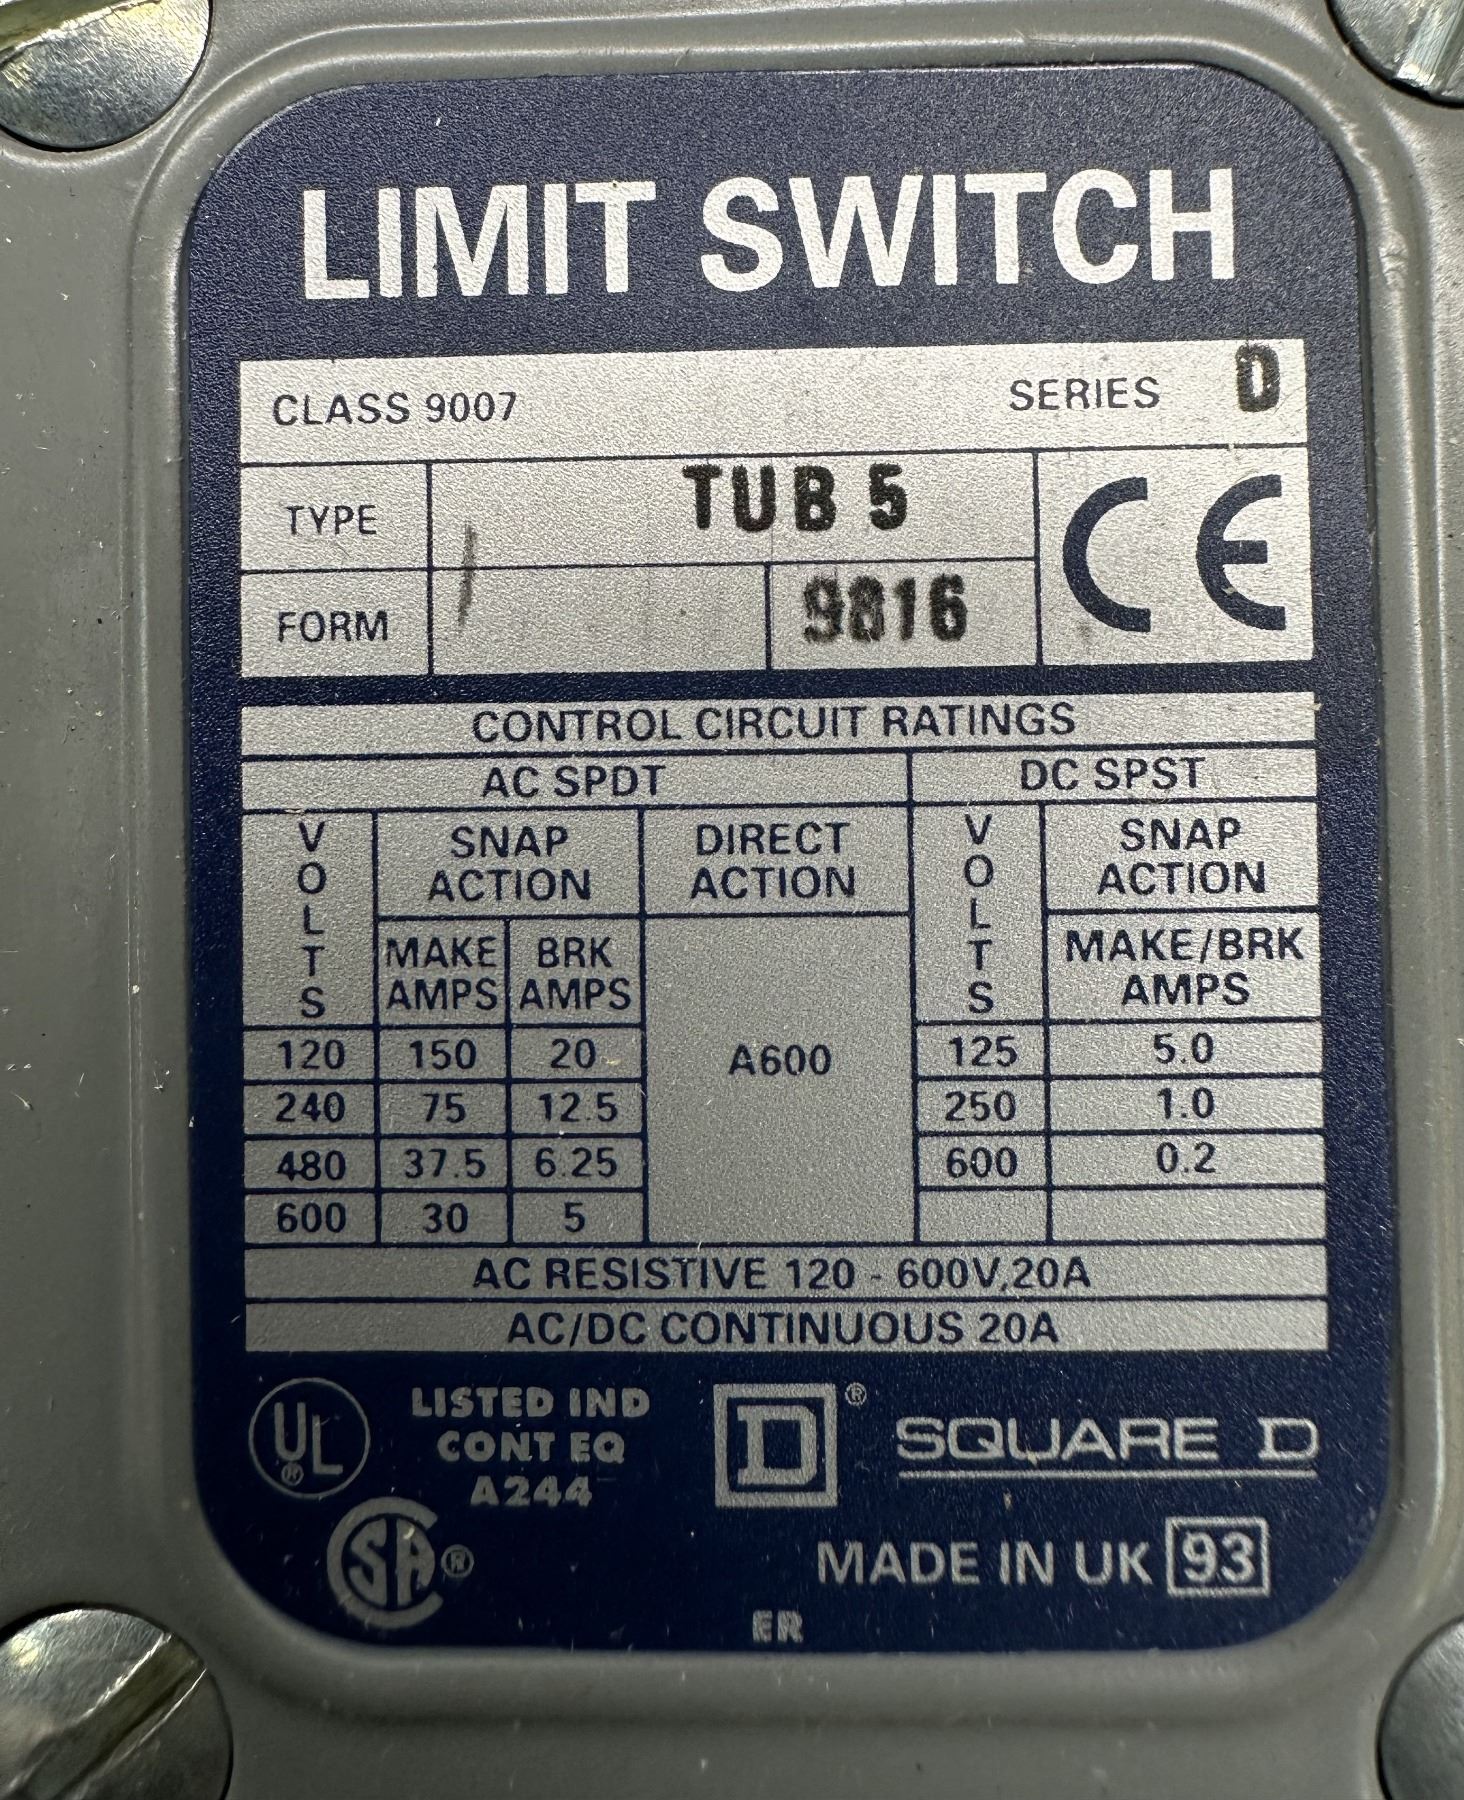 LIMIT SWITCH
CLASS 9007 SERIES D
TYPE TUB 5
CE
FORM 9816
CONTROL CIRCUIT RATINGS
AC SPDT DC SPST
VOLTS SNAP ACTION DIRECT ACTION VOLTS SNAP ACTION
MAKE AMPS BRK AMPS MAKE/BRK AMPS
120 150 20 A600 125 5.0
240 75 12.5 250 1.0
480 37.5 6.25 600 0.2
600 30 5
AC RESISTIVE 120 - 600V,20A
AC/DC CONTINUOUS 20A
UL® LISTED IND
CONT EQ
A244
D® SQUARE D
SA®
MADE IN UK 93
ER